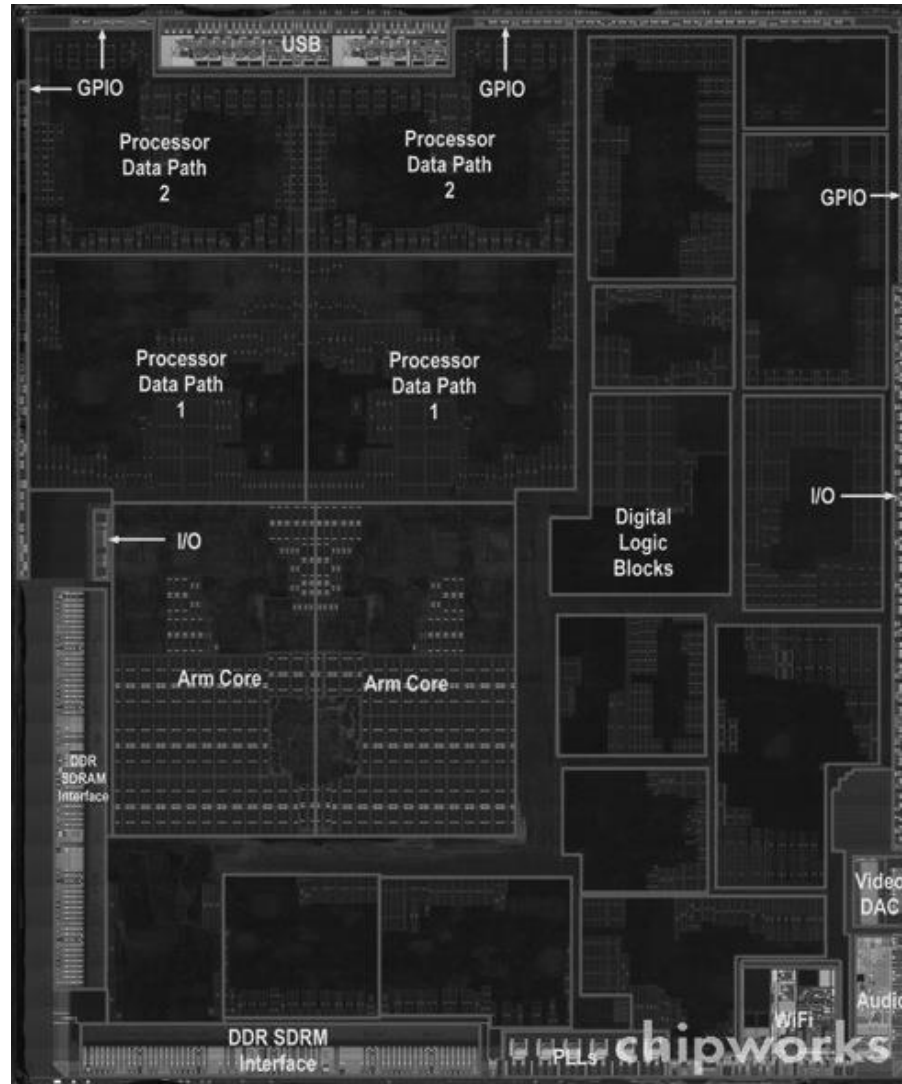 USB
GPIO
GPIO
Processor
Data Path
2
Processor
Data Path
2
GPIO
Processor
Data Path
1
Processor
Data Path
1
I/O
I/O
Digital
Logic
Blocks
Arm Core
Arm Core
DDR
SDRAM
Interface
Video
DAC
Audio
WiFi
DDR SDRM
Interface
PLLs
chipworks